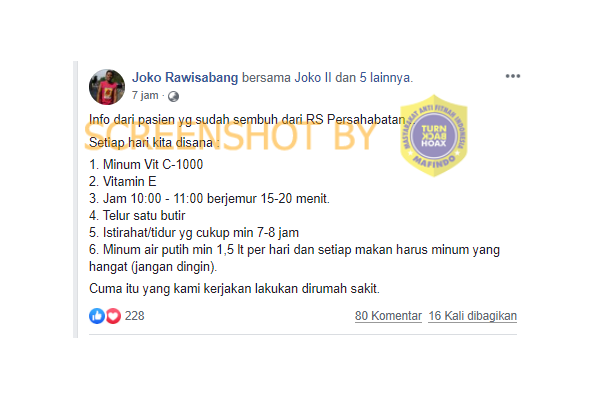 Joko Rawisabang bersama Joko II dan 5 lainnya.
7 jam ·
Info dari pasien yg sudah sembuh dari RS Persahabatan...
SCREENSHOT BY
MASYARAKAT ANTI FITNAH INDONESIA
TURN BACK HOAX
MAFINDO
Setiap hari kita disana :
1. Minum Vit C-1000
2. Vitamin E
3. Jam 10:00 - 11:00 berjemur 15-20 menit.
4. Telur satu butir
5. Istirahat/tidur yg cukup min 7-8 jam
6. Minum air putih min 1,5 lt per hari dan setiap makan harus minum yang
hangat (jangan dingin).
Cuma itu yang kami kerjakan lakukan dirumah sakit.
228
80 Komentar 16 Kali dibagikan